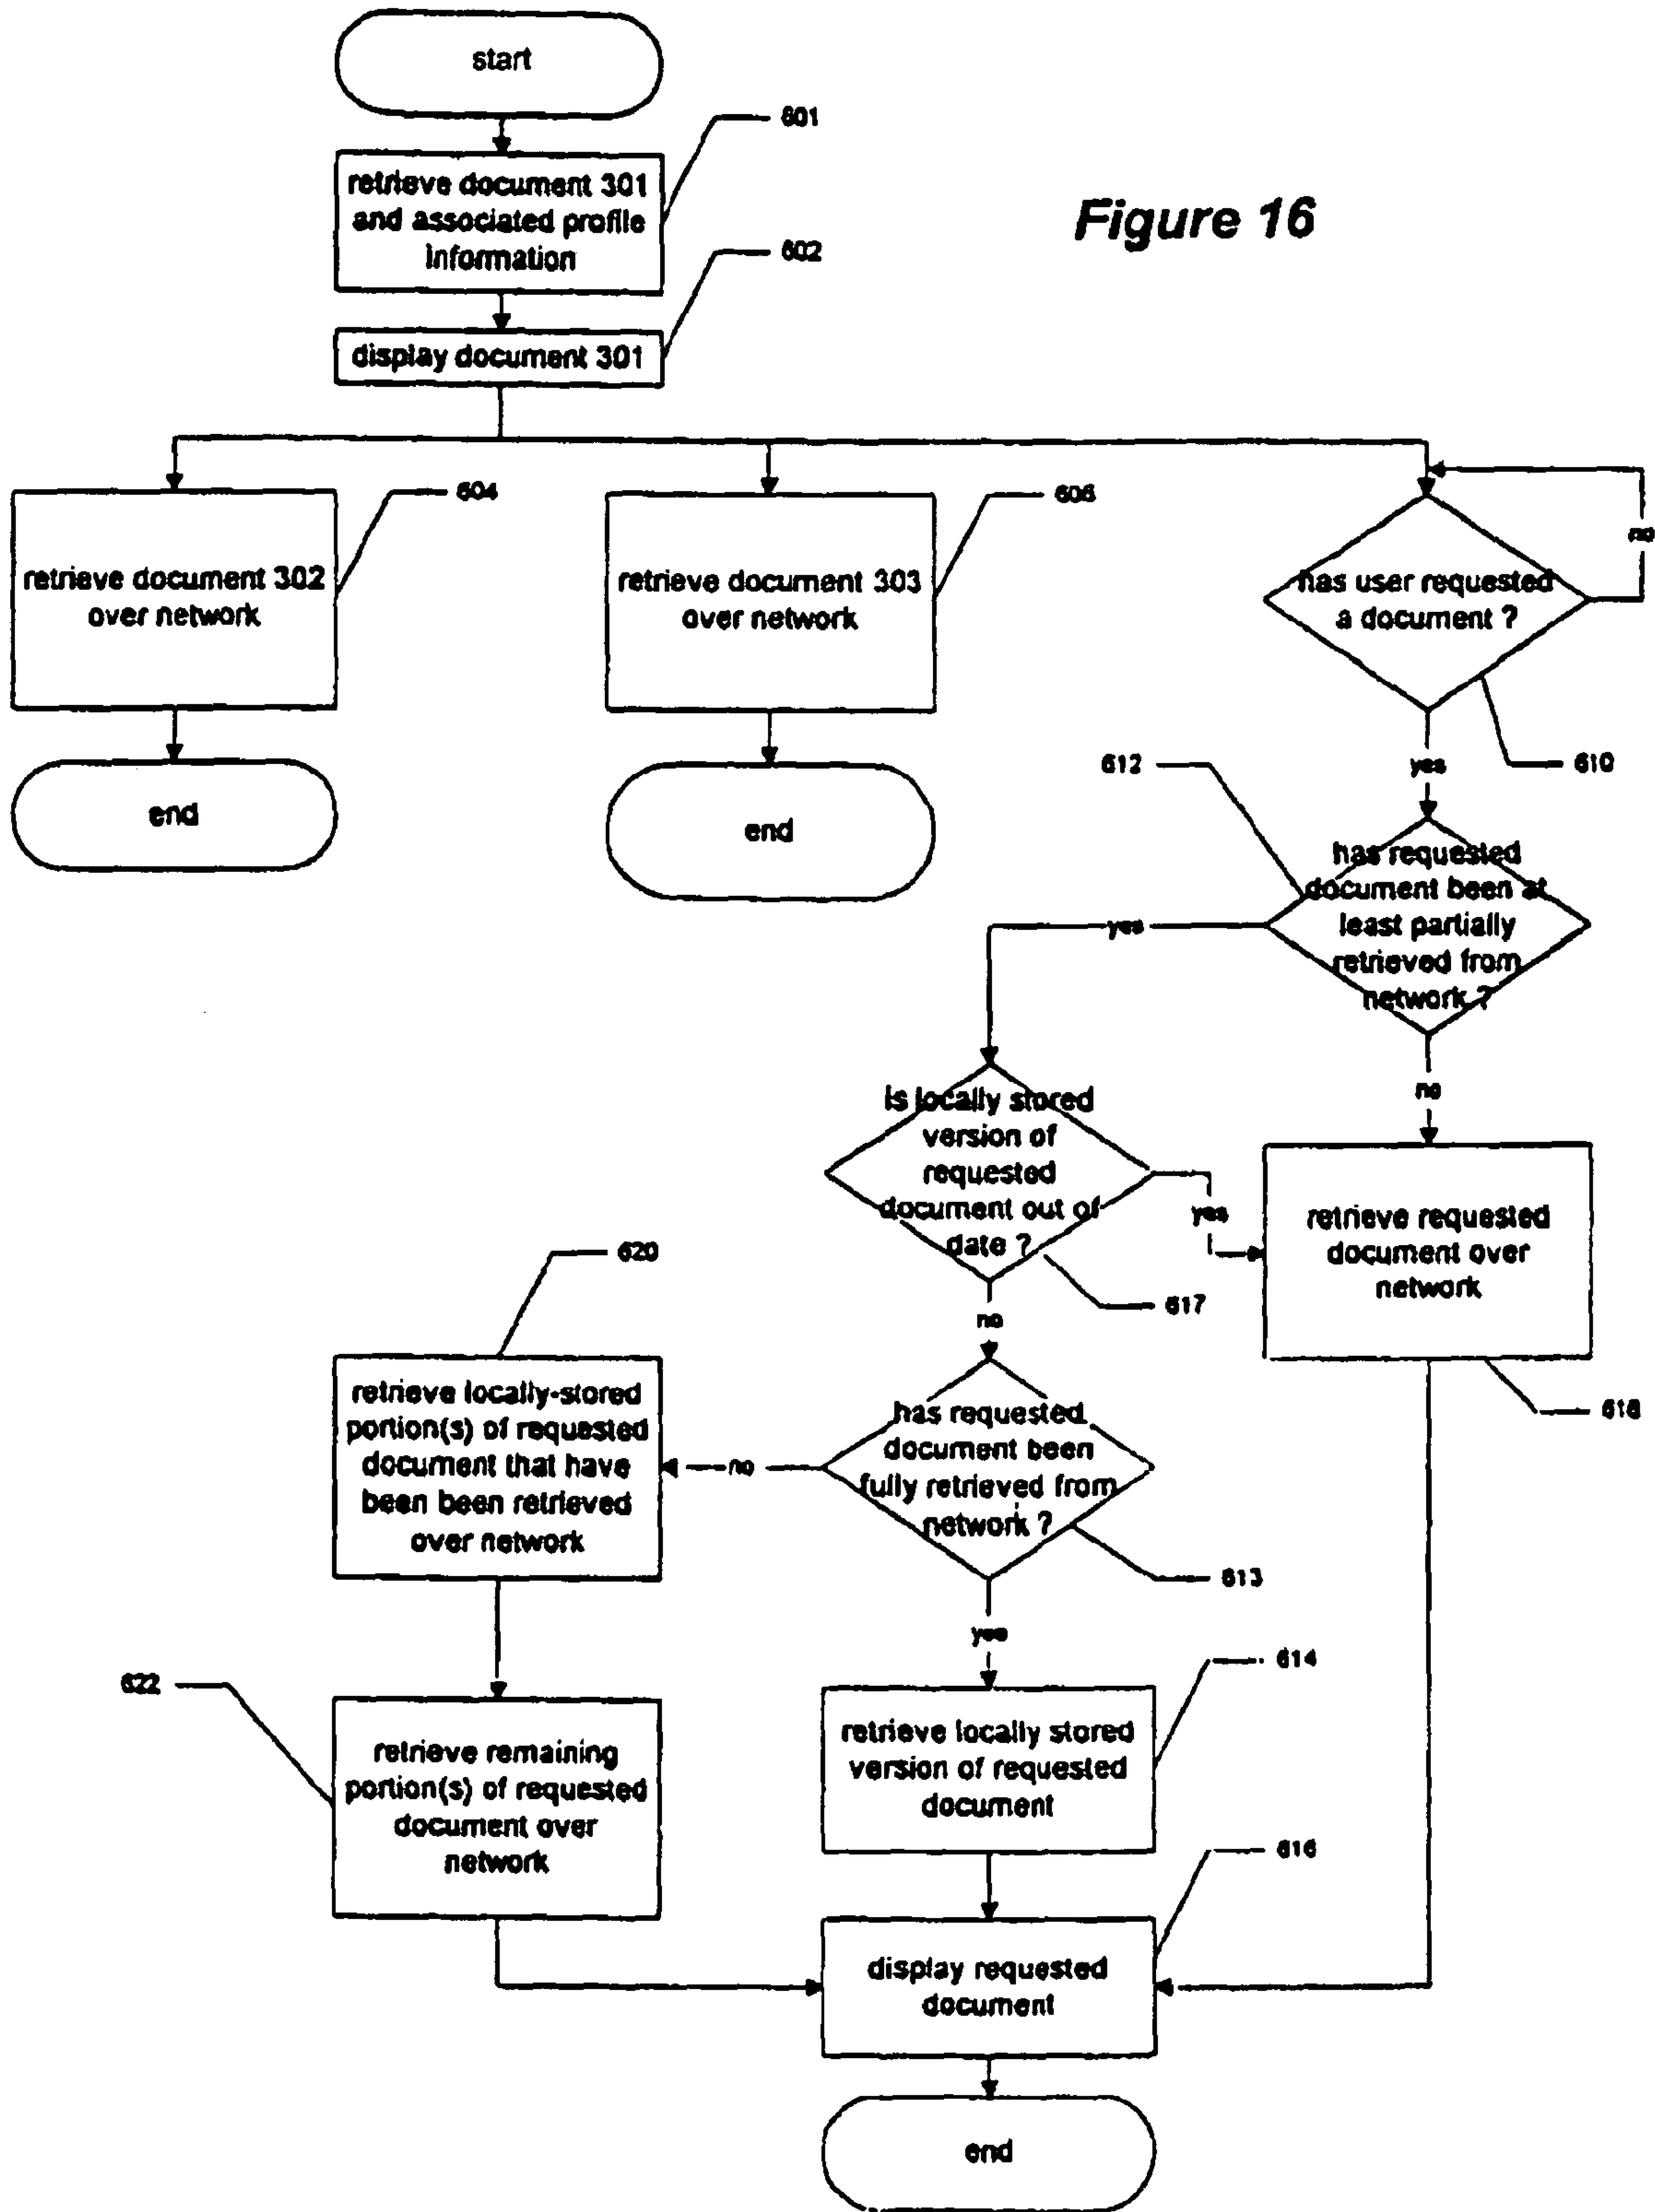 start
601
retrieve document 301
and associated profile
information
Figure 16
602
display document 301
604
606
no
retrieve document 302
over network
retrieve document 303
over network
has user requested
a document ?
end
end
612
yes
610
has requested
document been at
least partially
retrieved from
network ?
yes
no
is locally stored
version of
requested
document out of
date ?
yes
retrieve requested
document over
network
620
617
no
618
retrieve locally-stored
portion(s) of requested
document that have
been been retrieved
over network
no
has requested
document been
fully retrieved from
network ?
613
yes
614
622
retrieve remaining
portion(s) of requested
document over
network
retrieve locally stored
version of requested
document
616
display requested
document
end